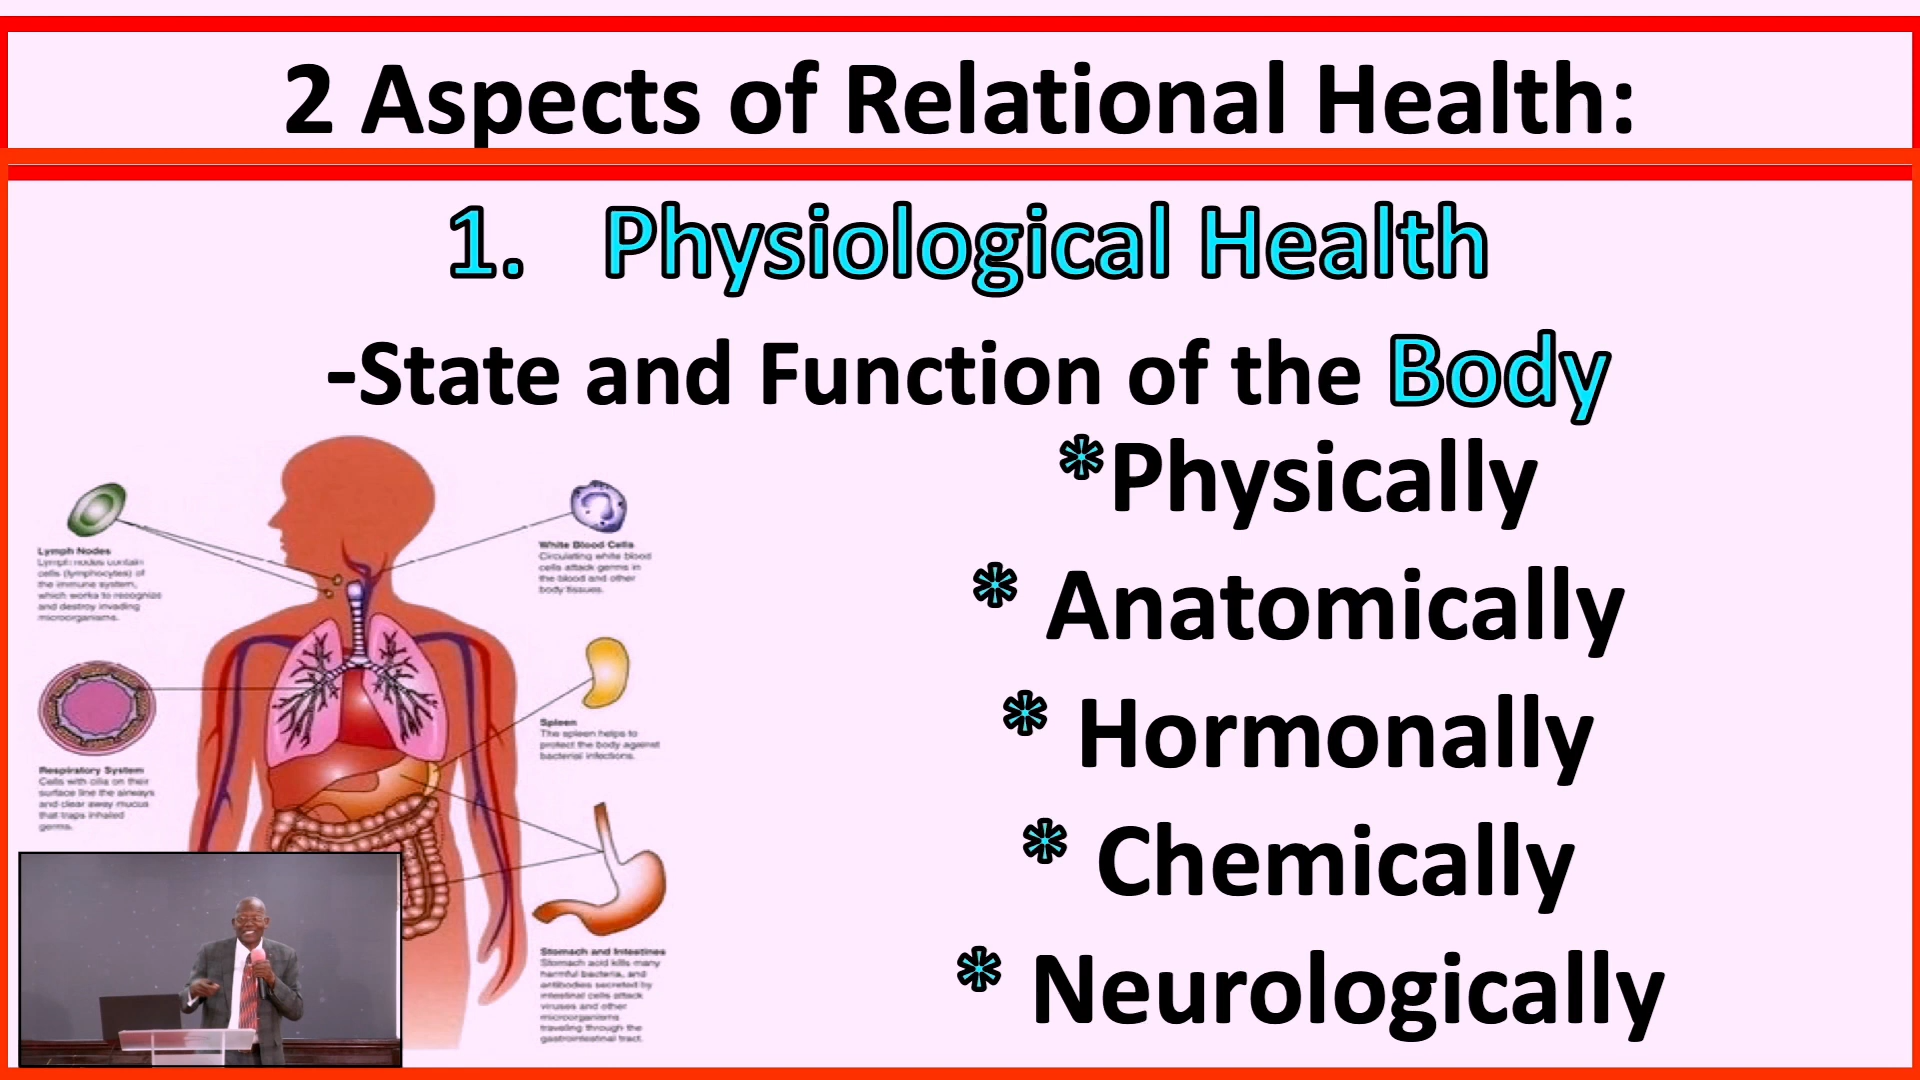 2 Aspects of Relational Health:
1. Physiological Health
-State and Function of the Body
*Physically
* Anatomically
* Hormonally
* Chemically
* Neurologically
Lymph Nodes
Lymph nodes contain
cells (lymphocytes) of
the immune system,
which works to recognize
and destroy invading
microorganisms.
Respiratory System
Cells with cilia on their
surface line the airways
and clear away mucus
that traps inhaled
germs.
White Blood Cells
Circulating white blood
cells attack germs in
the blood and other
body tissues.
Spleen
The spleen helps to
protect the body against
bacterial infections.
Stomach and Intestines
Stomach acid kills many
harmful bacteria, and
antibodies secreted by
intestinal cells attack
viruses and other
microorganisms
traveling through the
gastrointestinal tract.